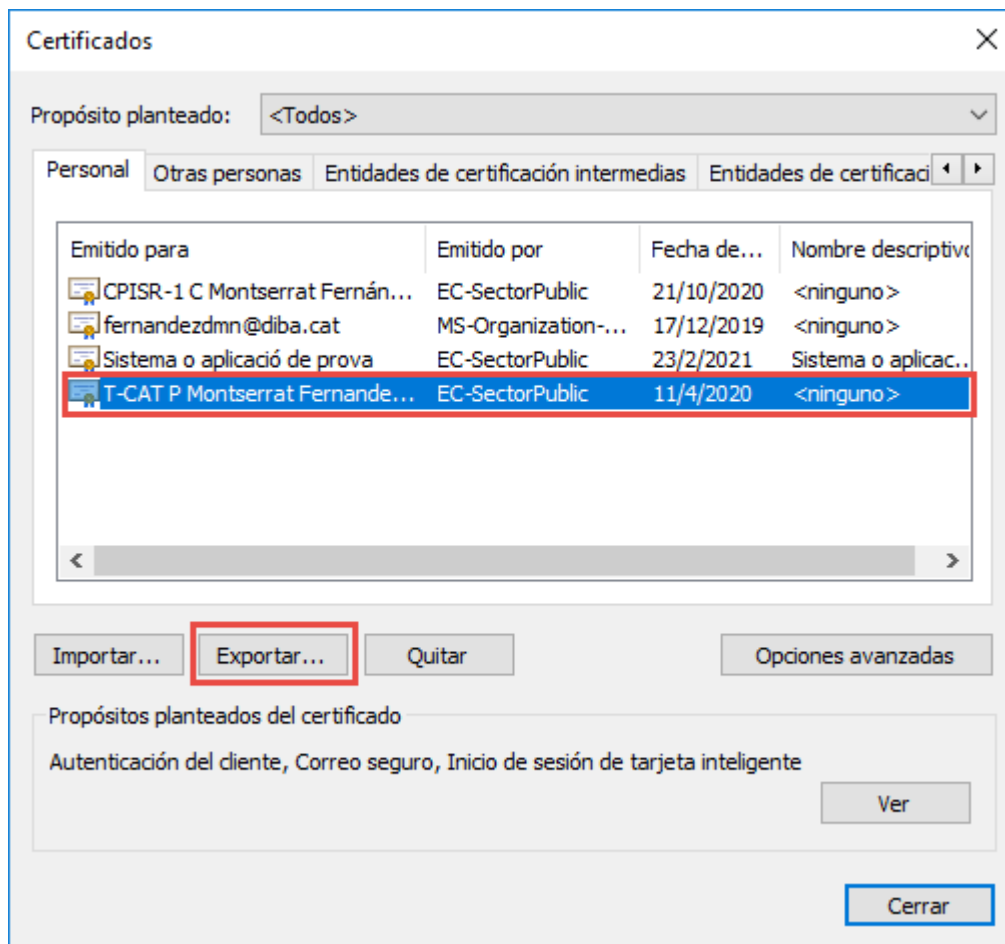 Certificados
Propósito planteado: <Todos>
Personal Otras personas Entidades de certificación intermedias Entidades de certificaci
Emitido para Emitido por Fecha de... Nombre descriptivo
CPISR-1 C Montserrat Fernán... EC-SectorPublic 21/10/2020 <ninguno>
fernandezdmn@diba.cat MS-Organization-... 17/12/2019 <ninguno>
Sistema o aplicació de prova EC-SectorPublic 23/2/2021 Sistema o aplicac...
T-CAT P Montserrat Fernande... EC-SectorPublic 11/4/2020 <ninguno>
Importar... Exportar... Quitar Opciones avanzadas
Propósitos planteados del certificado
Autenticación del cliente, Correo seguro, Inicio de sesión de tarjeta inteligente
Ver
Cerrar